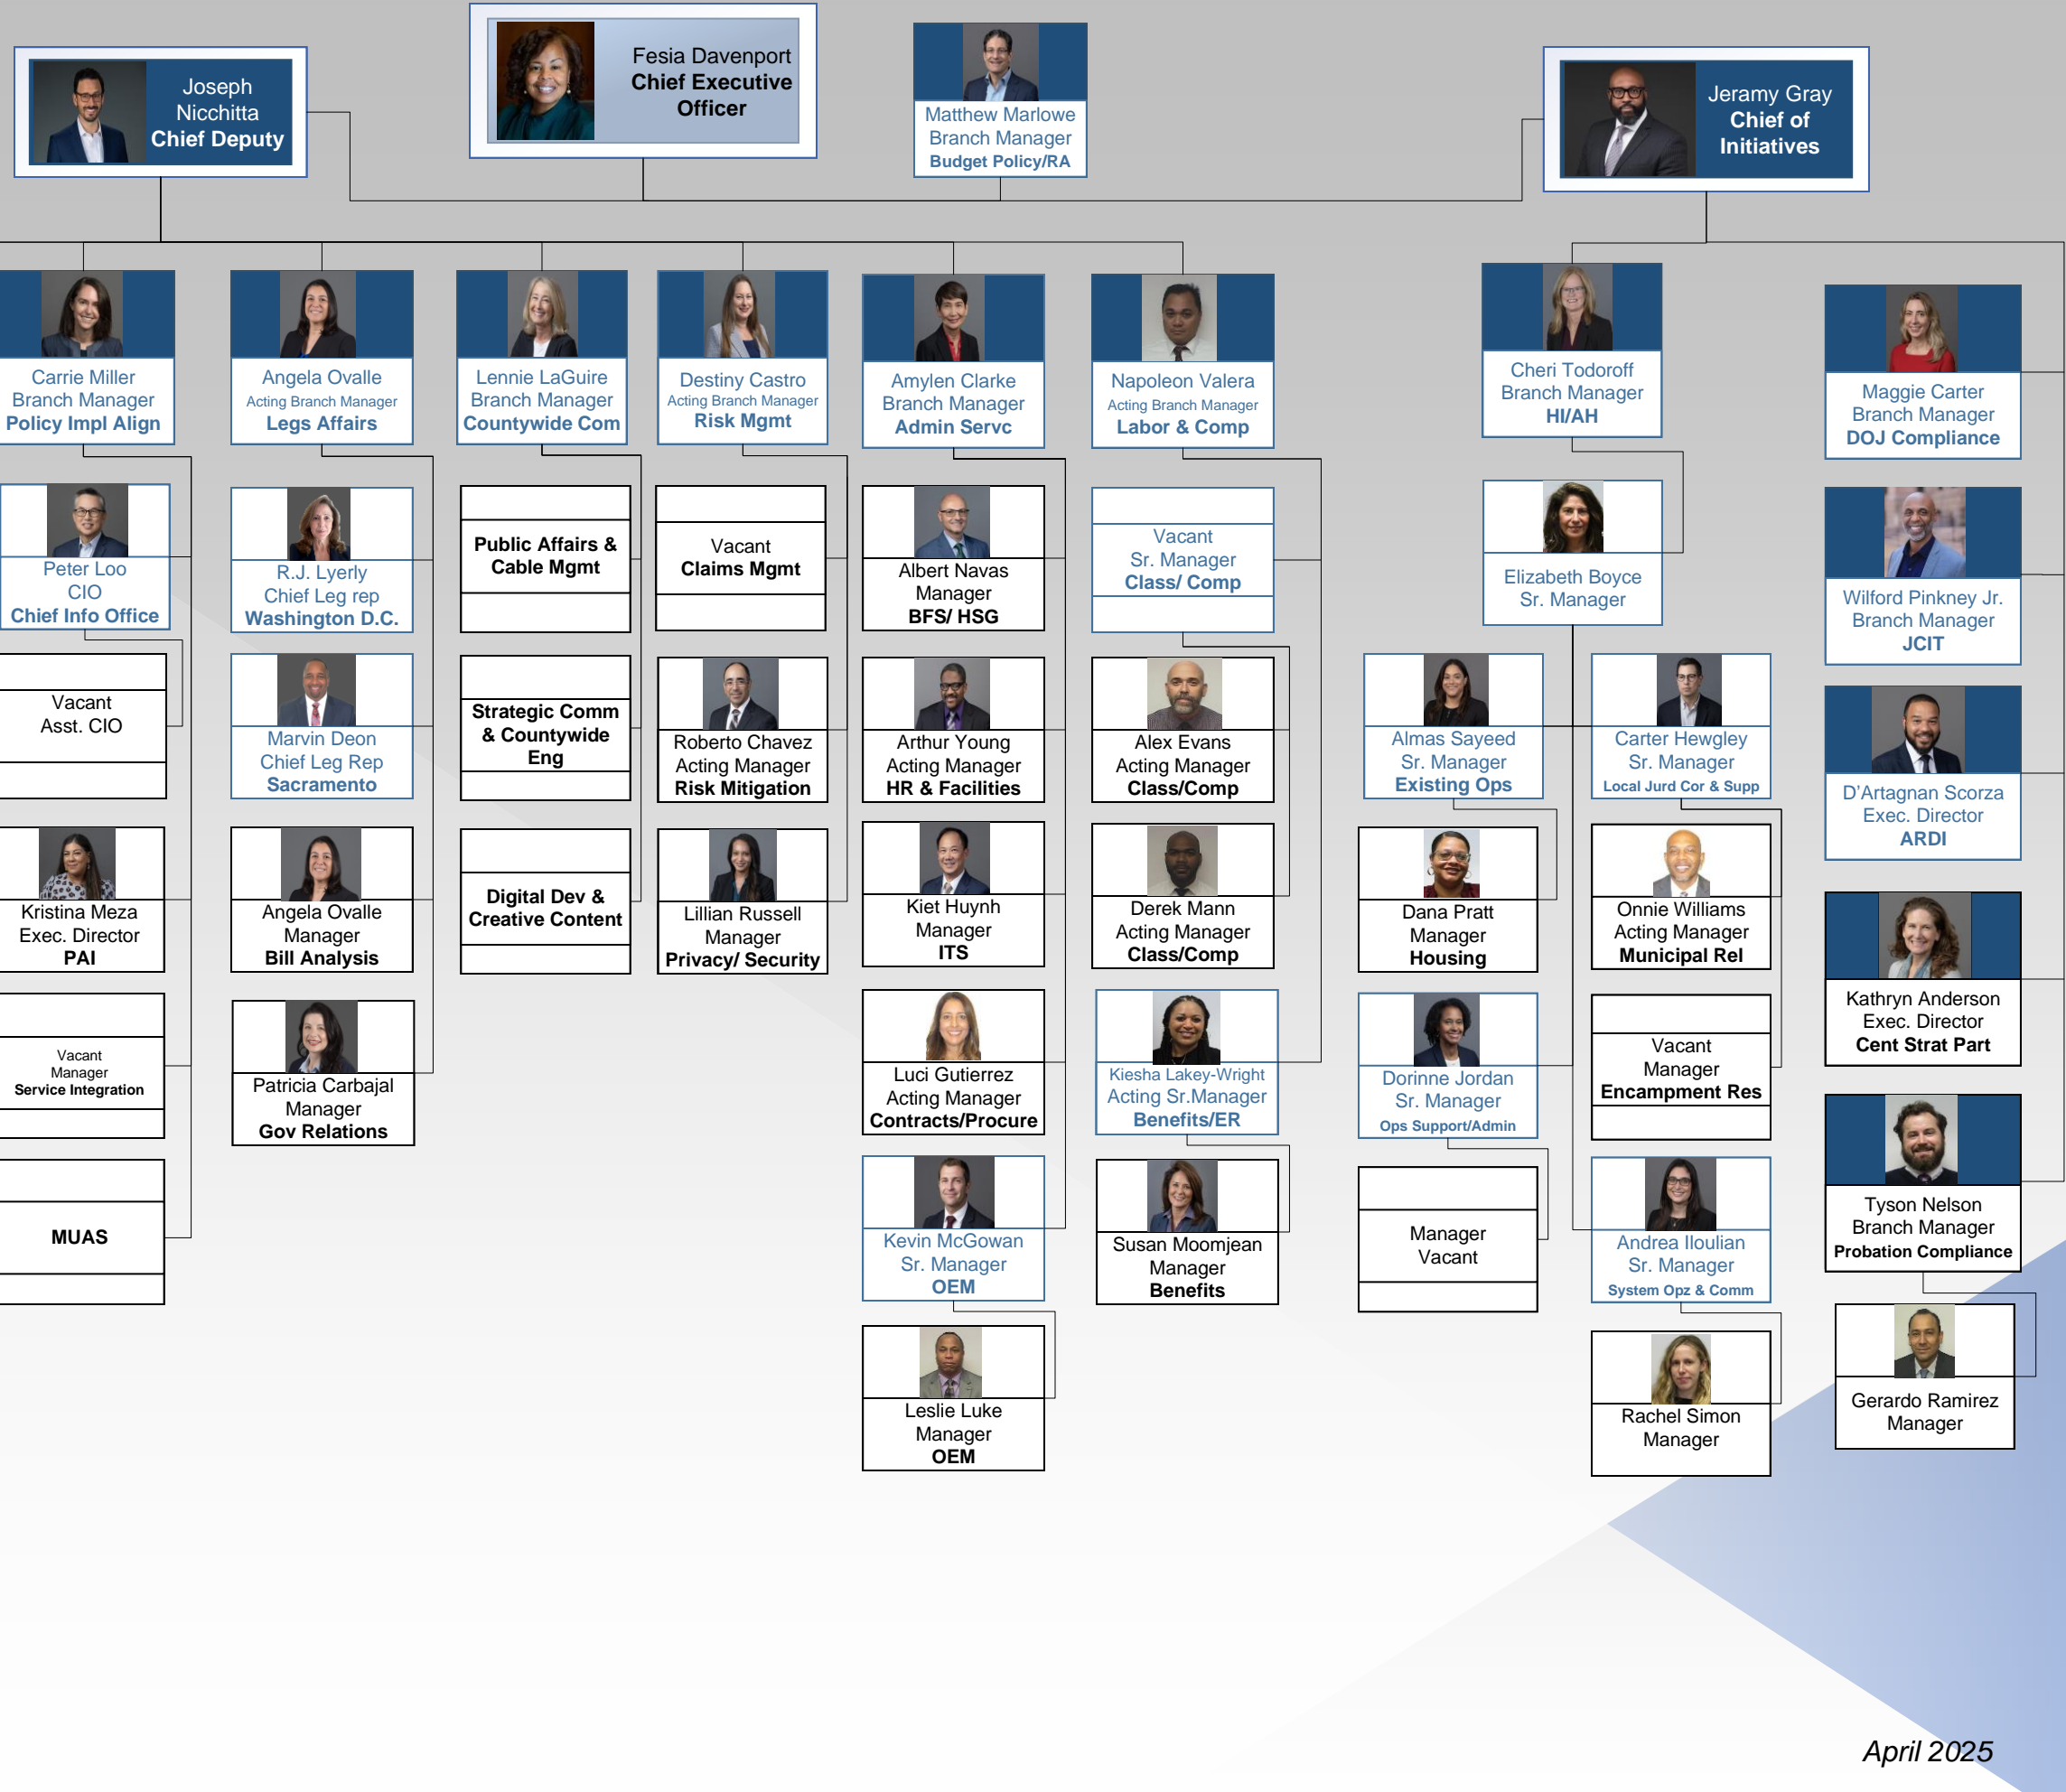 Joseph
Nicchitta
Chief Deputy
Fesia Davenport
Chief Executive
Officer
Matthew Marlowe
Branch Manager
Budget Policy/RA
Jeramy Gray
Chief of
Initiatives
Carrie Miller
Branch Manager
Policy Impl Align
Angela Ovalle
Acting Branch Manager
Legs Affairs
Lennie LaGuire
Branch Manager
Countywide Com
Destiny Castro
Acting Branch Manager
Risk Mgmt
Amylen Clarke
Branch Manager
Admin Servc
Napoleon Valera
Acting Branch Manager
Labor & Comp
Cheri Todoroff
Branch Manager
HI/AH
Maggie Carter
Branch Manager
DOJ Compliance
Peter Loo
CIO
Chief Info Office
R.J. Lyerly
Chief Leg rep
Washington D.C.
Public Affairs &
Cable Mgmt
Vacant
Claims Mgmt
Albert Navas
Manager
BFS/ HSG
Vacant
Sr. Manager
Class/ Comp
Elizabeth Boyce
Sr. Manager
Wilford Pinkney Jr.
Branch Manager
JCIT
Vacant
Asst. CIO
Marvin Deon
Chief Leg Rep
Sacramento
Strategic Comm
& Countywide
Eng
Roberto Chavez
Acting Manager
Risk Mitigation
Arthur Young
Acting Manager
HR & Facilities
Alex Evans
Acting Manager
Class/Comp
Almas Sayeed
Sr. Manager
Existing Ops
Carter Hewgley
Sr. Manager
Local Jurd Cor & Supp
D'Artagnan Scorza
Exec. Director
ARDI
Kristina Meza
Exec. Director
PAI
Angela Ovalle
Manager
Bill Analysis
Digital Dev &
Creative Content
Lillian Russell
Manager
Privacy/ Security
Kiet Huynh
Manager
ITS
Derek Mann
Acting Manager
Class/Comp
Dana Pratt
Manager
Housing
Onnie Williams
Acting Manager
Municipal Rel
Kathryn Anderson
Exec. Director
Cent Strat Part
Vacant
Manager
Service Integration
Patricia Carbajal
Manager
Gov Relations
Luci Gutierrez
Acting Manager
Contracts/Procure
Kiesha Lakey-Wright
Acting Sr.Manager
Benefits/ER
Dorinne Jordan
Sr. Manager
Ops Support/Admin
Vacant
Manager
Encampment Res
Tyson Nelson
Branch Manager
Probation Compliance
MUAS
Kevin McGowan
Sr. Manager
OEM
Susan Moomjean
Manager
Benefits
Manager
Vacant
Andrea Iloulian
Sr. Manager
System Opz & Comm
Leslie Luke
Manager
OEM
Rachel Simon
Manager
Gerardo Ramirez
Manager
April 2025